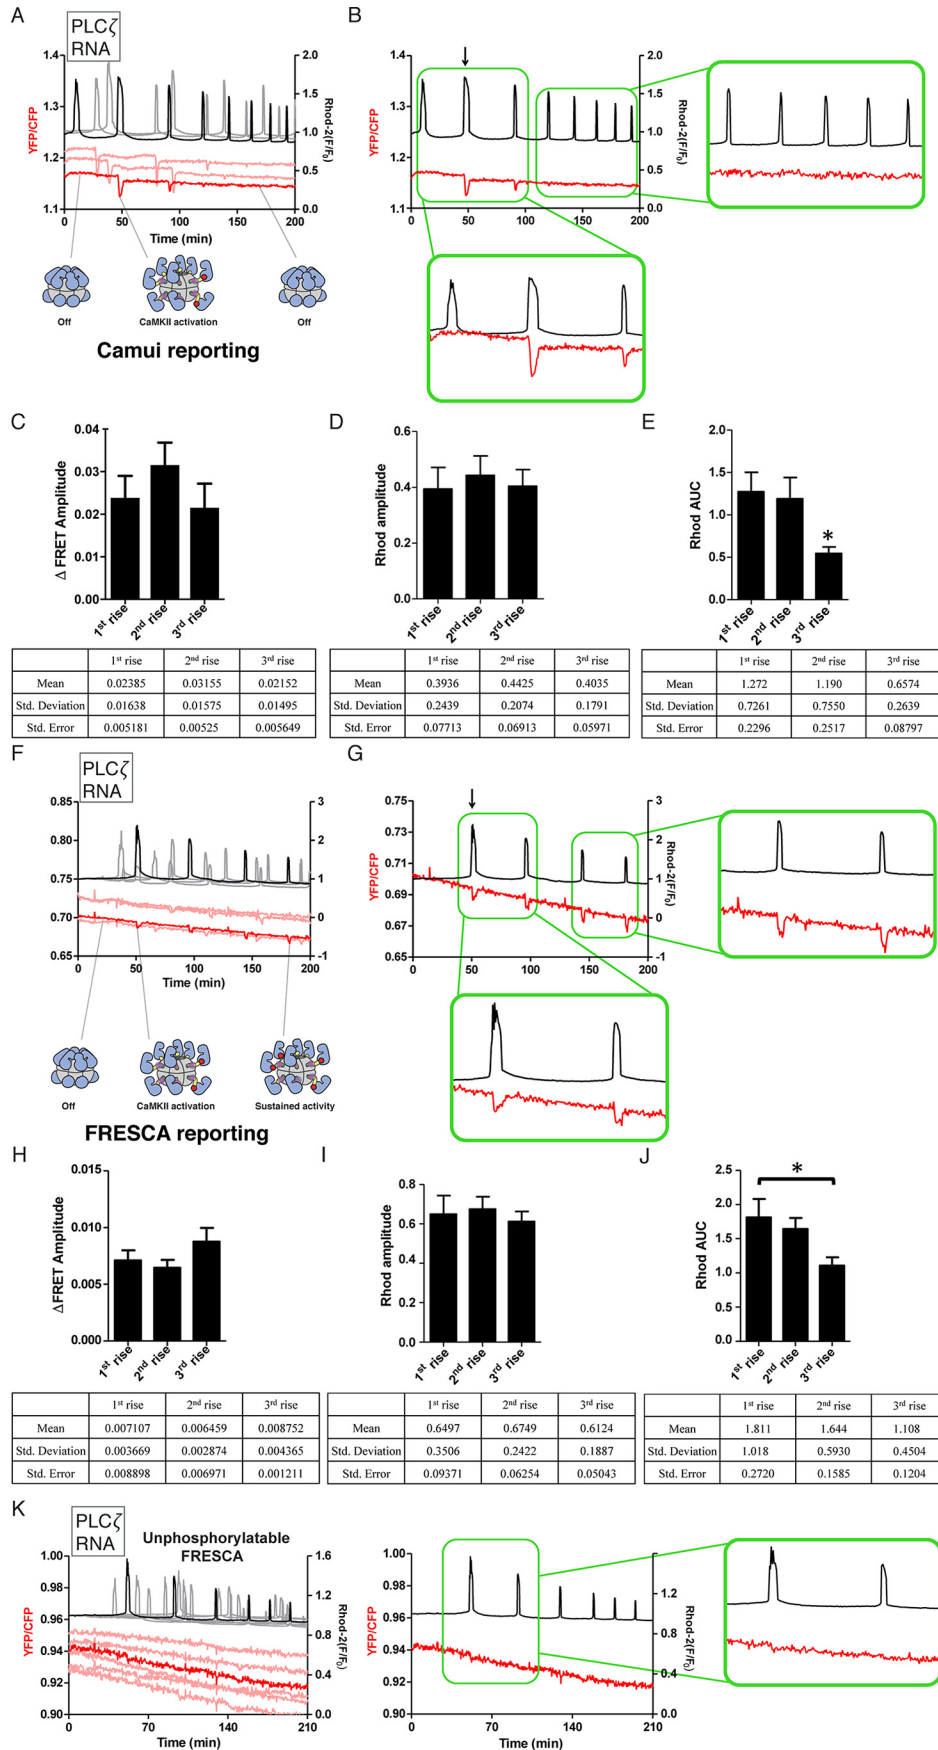 A
PLCζ
RNA
1.4
1.3
1.2
1.1
YFP/CFP
2.0
1.5
1.0
0.5
0.0
Rhod-2(F/F0)
0 50 100 150 200
Time (min)
Off
CaMKII activation
Off
Camui reporting
B
1.4
1.3
1.2
1.1
YFP/CFP
2.0
1.5
1.0
0.5
0.0
Rhod-2(F/F0)
0 50 100 150 200
Time (min)
C
Δ FRET Amplitude
0.04
0.03
0.02
0.01
0.00
1st rise
2nd rise
3rd rise
1st rise 2nd rise 3rd rise
Mean 0.02385 0.03155 0.02152
Std. Deviation 0.01638 0.01575 0.01495
Std. Error 0.005181 0.00525 0.005649
D
Rhod amplitude
0.6
0.4
0.2
0.0
1st rise
2nd rise
3rd rise
1st rise 2nd rise 3rd rise
Mean 0.3936 0.4425 0.4035
Std. Deviation 0.2439 0.2074 0.1791
Std. Error 0.07713 0.06913 0.05971
E
Rhod AUC
2.0
1.5
1.0
0.5
0.0
*
1st rise
2nd rise
3rd rise
1st rise 2nd rise 3rd rise
Mean 1.272 1.190 0.6574
Std. Deviation 0.7261 0.7550 0.2639
Std. Error 0.2296 0.2517 0.08797
F
PLCζ
RNA
0.85
0.80
0.75
0.70
0.65
YFP/CFP
3
2
1
0
-1
Rhod-2(F/F0)
0 50 100 150 200
Time (min)
Off
CaMKII activation
Sustained activity
FRESCA reporting
G
0.75
0.73
0.71
0.69
0.67
0.65
YFP/CFP
3
2
1
0
-1
Rhod-2(F/F0)
0 50 100 150 200
Time (min)
H
ΔFRET Amplitude
0.015
0.010
0.005
0.000
1st rise
2nd rise
3rd rise
1st rise 2nd rise 3rd rise
Mean 0.007107 0.006459 0.008752
Std. Deviation 0.003669 0.002874 0.004365
Std. Error 0.008898 0.006971 0.001211
I
Rhod amplitude
0.8
0.6
0.4
0.2
0.0
1st rise
2nd rise
3rd rise
1st rise 2nd rise 3rd rise
Mean 0.6497 0.6749 0.6124
Std. Deviation 0.3506 0.2422 0.1887
Std. Error 0.09371 0.06254 0.05043
J
Rhod AUC
2.5
2.0
1.5
1.0
0.5
0.0
*
1st rise
2nd rise
3rd rise
1st rise 2nd rise 3rd rise
Mean 1.811 1.644 1.108
Std. Deviation 1.018 0.5930 0.4504
Std. Error 0.2720 0.1585 0.1204
K
PLCζ
RNA
Unphosphorylatable
FRESCA
1.00
0.98
0.96
0.94
0.92
0.90
YFP/CFP
1.6
1.2
0.8
0.4
0.0
Rhod-2(F/F0)
0 70 140 210
Time (min)
1.00
0.98
0.96
0.94
0.92
0.90
YFP/CFP
1.2
0.8
0.4
0.0
Rhod-2(F/F0)
0 70 140 210
Time (min)